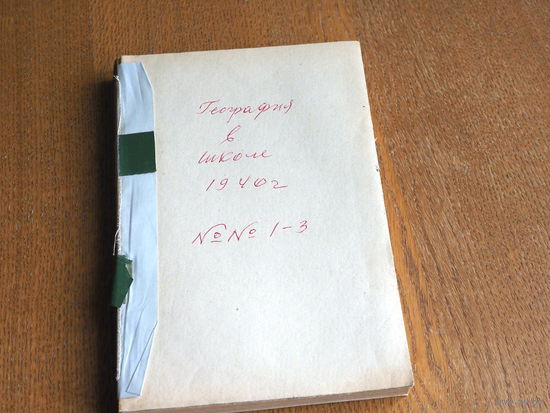 География
в
школе
1940г
№№ 1-3